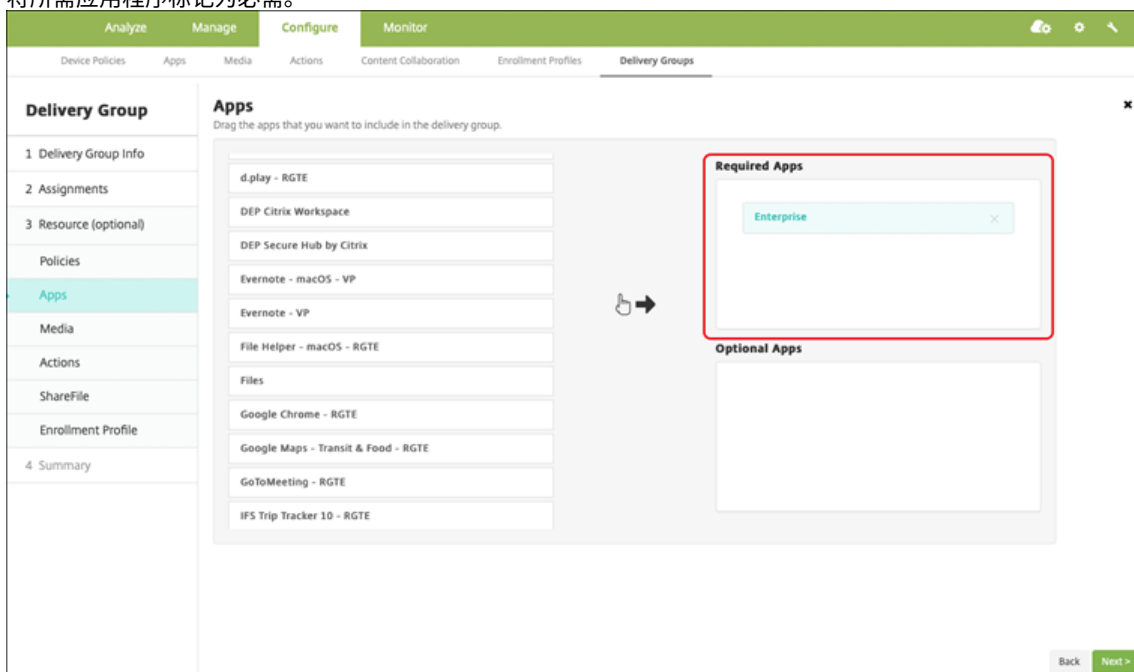 将所需应用程序标记为必需。
Analyze Manage Configure Monitor
Device Policies Apps Media Actions Content Collaboration Enrollment Profiles Delivery Groups
Delivery Group
1 Delivery Group Info
2 Assignments
3 Resource (optional)
Policies
Apps
Media
Actions
ShareFile
Enrollment Profile
4 Summary
Apps
Drag the apps that you want to include in the delivery group.
d.play - RGTE
DEP Citrix Workspace
DEP Secure Hub by Citrix
Evernote - macOS - VP
Evernote - VP
File Helper - macOS - RGTE
Files
Google Chrome - RGTE
Google Maps - Transit & Food - RGTE
GoToMeeting - RGTE
IFS Trip Tracker 10 - RGTE
Required Apps
Enterprise
Optional Apps
Back Next >